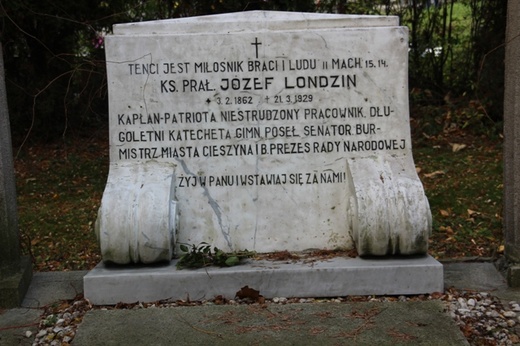 TENCI JEST MIŁOSNIK BRACI I LUDU II MACH. 15.14.
KS. PRAŁ. JÓZEF LONDZIN
* 3. 2. 1862 + 21. 3. 1929
KAPŁAN-PATRIOTA NIESTRUDZONY PRACOWNIK. DŁU-
GOLETNI KATECHETA GIMN. POSEŁ. SENATOR. BUR-
MISTRZ MIASTA CIESZYNA I B. PREZES RADY NARODOWEJ
ŻYJ W PANU I WSTAWIAJ SIĘ ZA NAMI!